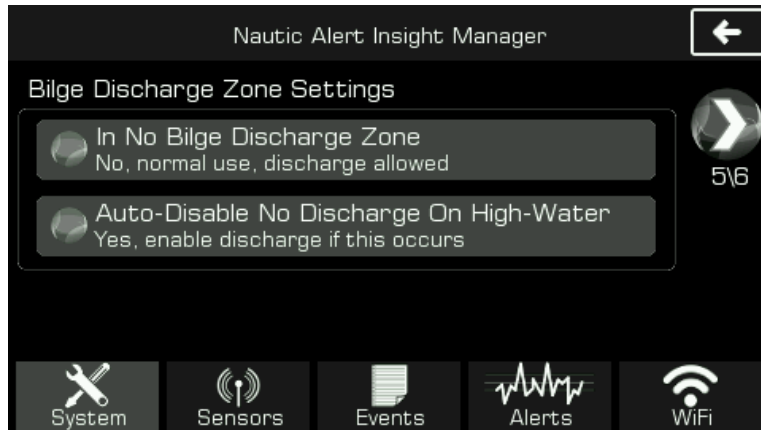 Nautic Alert Insight Manager
Bilge Discharge Zone Settings
In No Bilge Discharge Zone
No, normal use, discharge allowed
5\6
Auto-Disable No Discharge On High-Water
Yes, enable discharge if this occurs
System
Sensors
Events
Alerts
WiFi